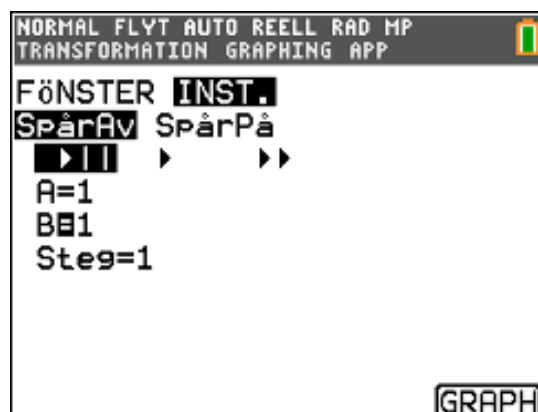 NORMAL FLYT AUTO REELL RAD MP
TRANSFORMATION GRAPHING APP
FöNSTER INST.
SpårAv SpårPå
A=1
B=1
Steg=1
GRAPH